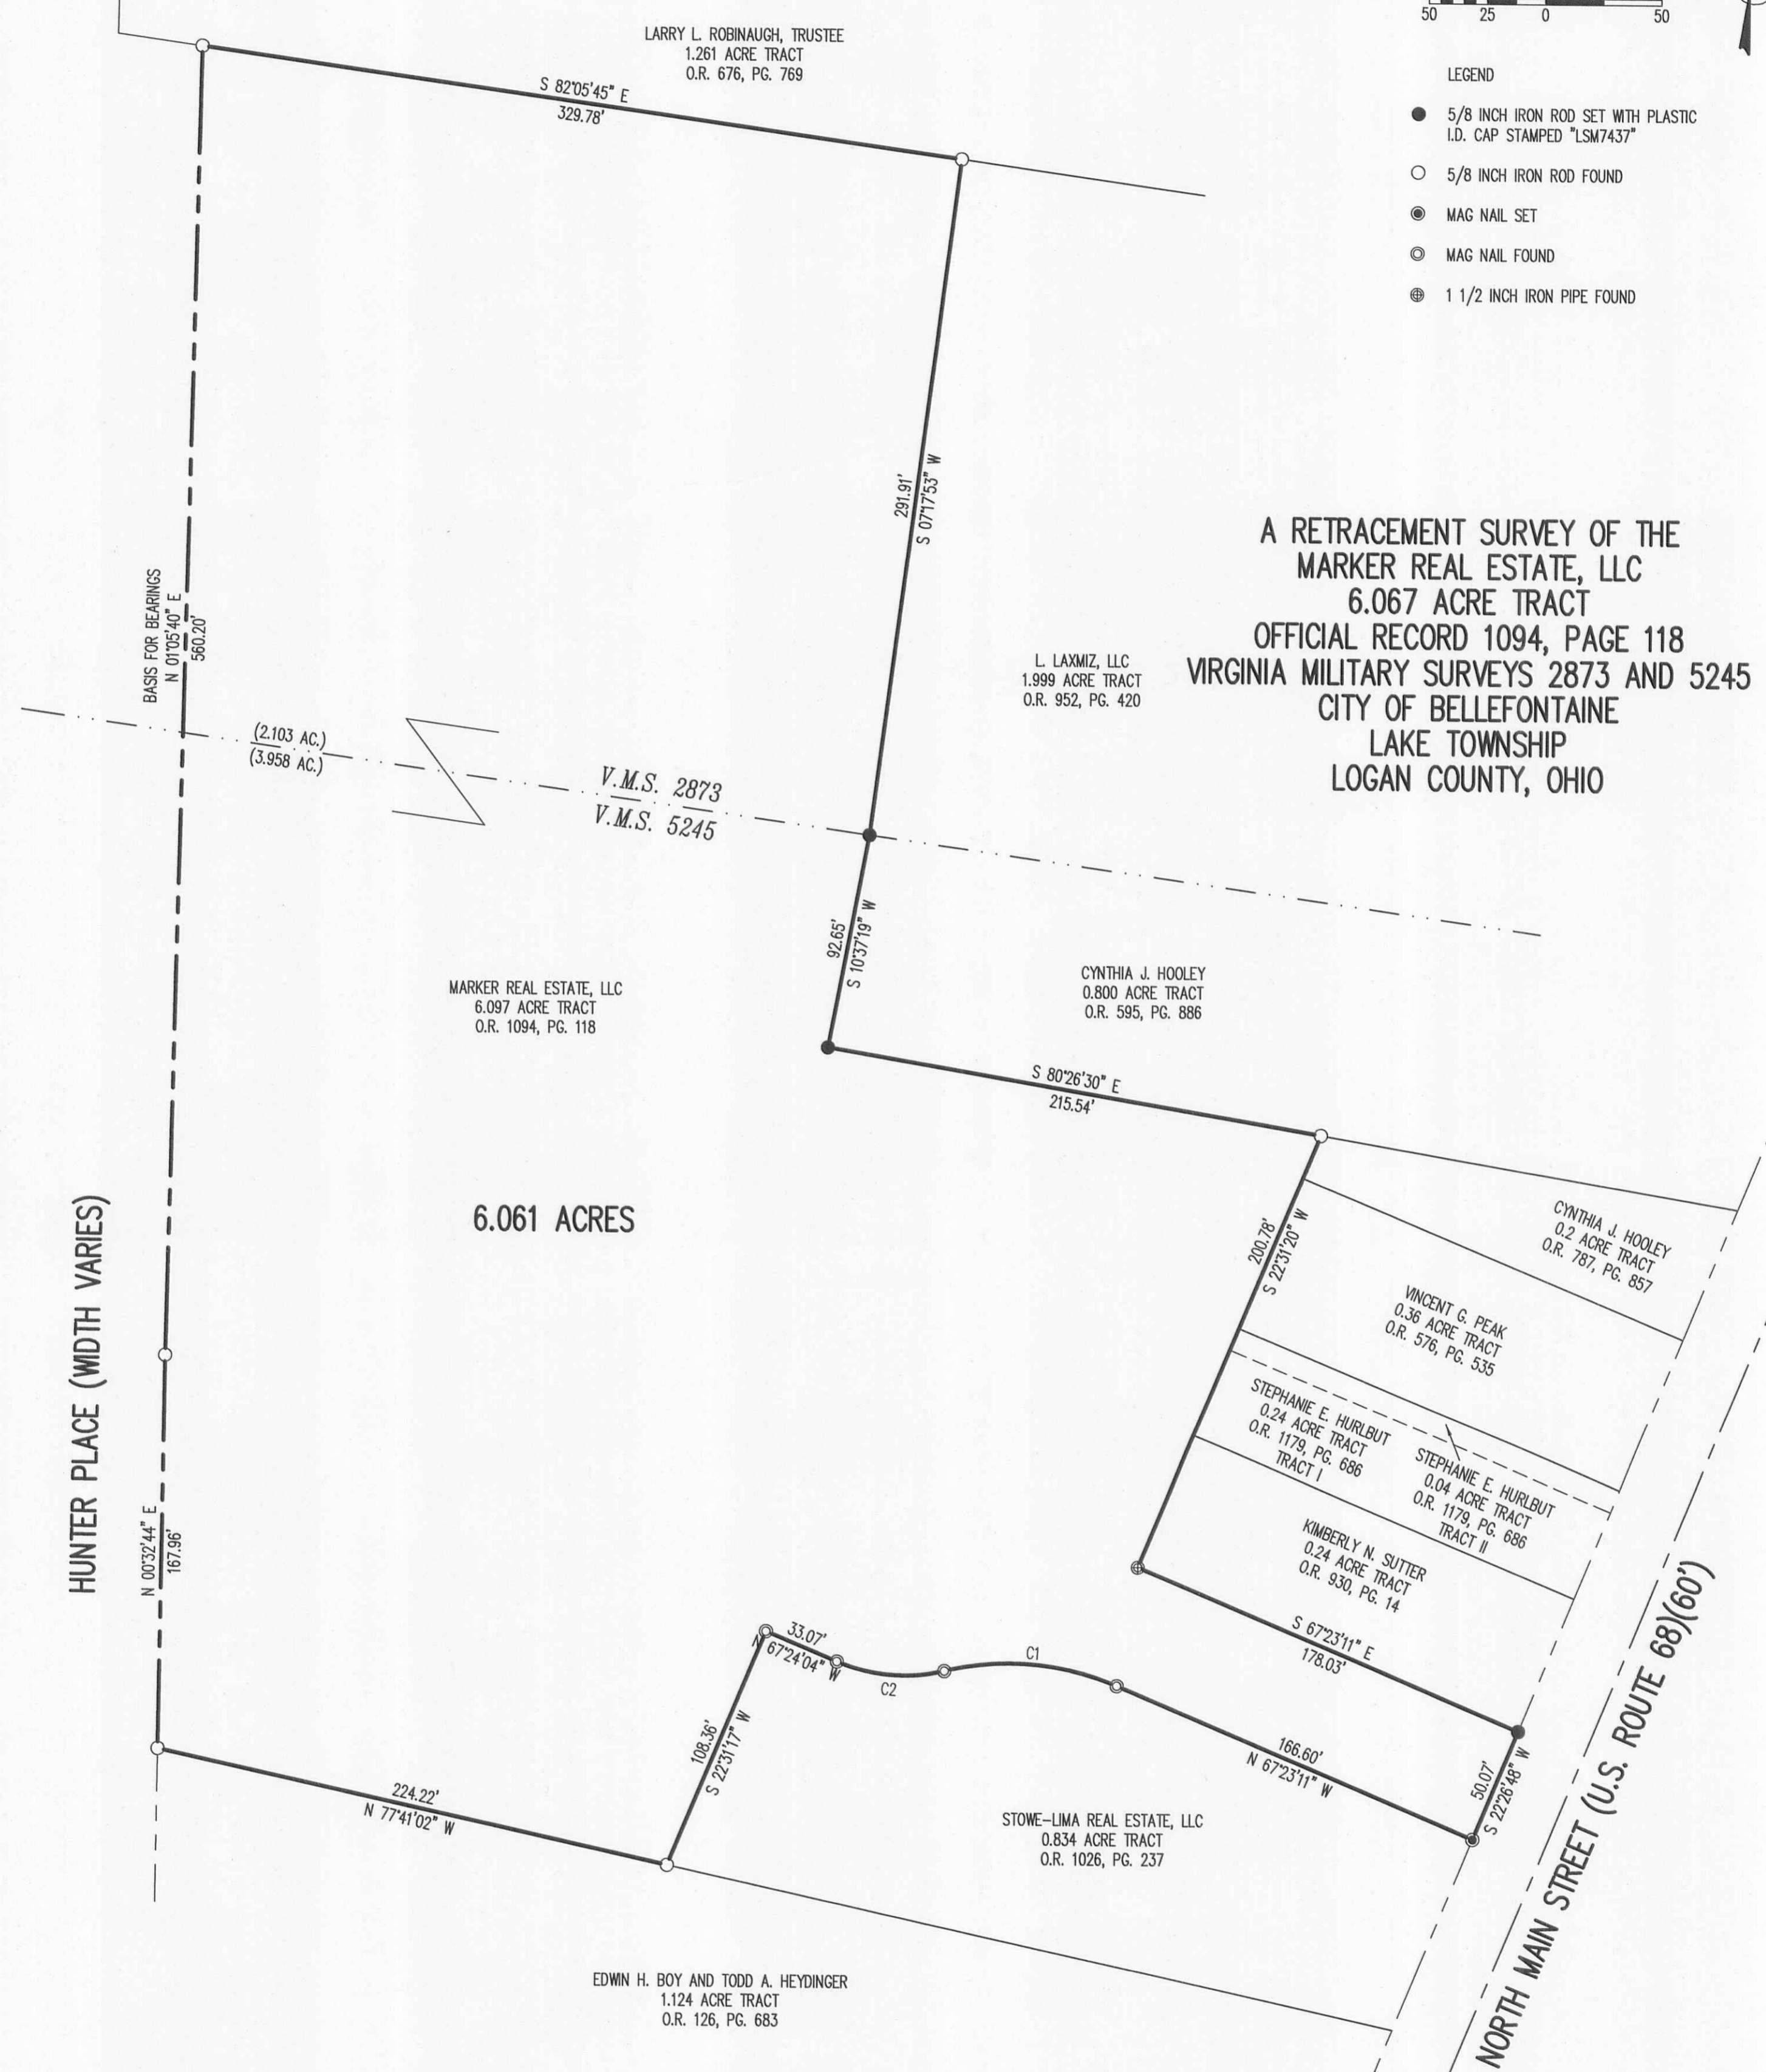 50 25 0 50
LEGEND
5/8 INCH IRON ROD SET WITH PLASTIC
I.D. CAP STAMPED "LSM7437"
5/8 INCH IRON ROD FOUND
MAG NAIL SET
MAG NAIL FOUND
1 1/2 INCH IRON PIPE FOUND
LARRY L. ROBINAUGH, TRUSTEE
1.261 ACRE TRACT
O.R. 676, PG. 769
S 82°05'45" E
329.78'
291.91'
S 07°17'53" W
A RETRACEMENT SURVEY OF THE
MARKER REAL ESTATE, LLC
6.067 ACRE TRACT
OFFICIAL RECORD 1094, PAGE 118
VIRGINIA MILITARY SURVEYS 2873 AND 5245
CITY OF BELLEFONTAINE
LAKE TOWNSHIP
LOGAN COUNTY, OHIO
BASIS FOR BEARINGS
N 01°05'40" E
560.20'
L. LAXMIZ, LLC
1.999 ACRE TRACT
O.R. 952, PG. 420
(2.103 AC.)
(3.958 AC.)
V.M.S. 2873
V.M.S. 5245
92.65'
S 10°37'19" W
MARKER REAL ESTATE, LLC
6.097 ACRE TRACT
O.R. 1094, PG. 118
CYNTHIA J. HOOLEY
0.800 ACRE TRACT
O.R. 595, PG. 886
S 80°26'30" E
215.54'
6.061 ACRES
HUNTER PLACE (WIDTH VARIES)
200.78'
S 22°31'20" W
CYNTHIA J. HOOLEY
0.2 ACRE TRACT
O.R. 787, PG. 857
VINCENT G. PEAK
0.36 ACRE TRACT
O.R. 576, PG. 535
STEPHANIE E. HURLBUT
0.24 ACRE TRACT
O.R. 1179, PG. 686
TRACT I
STEPHANIE E. HURLBUT
0.04 ACRE TRACT
O.R. 1179, PG. 686
TRACT II
KIMBERLY N. SUTTER
0.24 ACRE TRACT
O.R. 930, PG. 14
N 00°32'44" E
167.96'
S 67°23'11" E
178.03'
33.07'
N 67°24'04" W
C2
C1
108.36'
S 22°31'17" W
166.60'
N 67°23'11" W
50.07'
S 22°26'48" W
224.22'
N 77°41'02" W
STOWE-LIMA REAL ESTATE, LLC
0.834 ACRE TRACT
O.R. 1026, PG. 237
NORTH MAIN STREET (U.S. ROUTE 68)(60')
EDWIN H. BOY AND TODD A. HEYDINGER
1.124 ACRE TRACT
O.R. 126, PG. 683